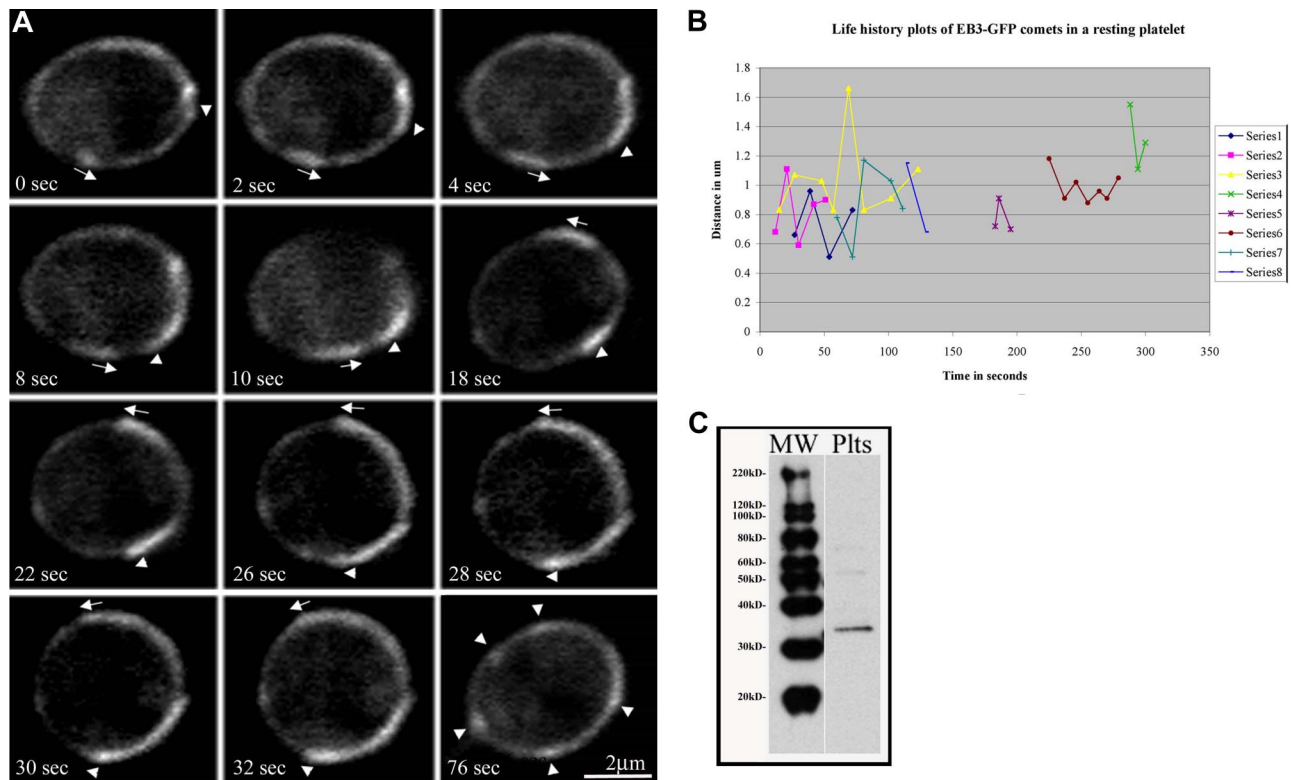 A
0 sec
2 sec
4 sec
8 sec
10 sec
18 sec
22 sec
26 sec
28 sec
30 sec
32 sec
76 sec
2µm
B
Life history plots of EB3-GFP comets in a resting platelet
Distance in um
1.8
1.6
1.4
1.2
1
0.8
0.6
0.4
0.2
0
0 50 100 150 200 250 300 350
Time in seconds
Series1
Series2
Series3
Series4
Series5
Series6
Series7
Series8
C
MW Plts
220kD-
120kD-
100kD-
80kD-
60kD-
50kD-
40kD-
30kD-
20kD-